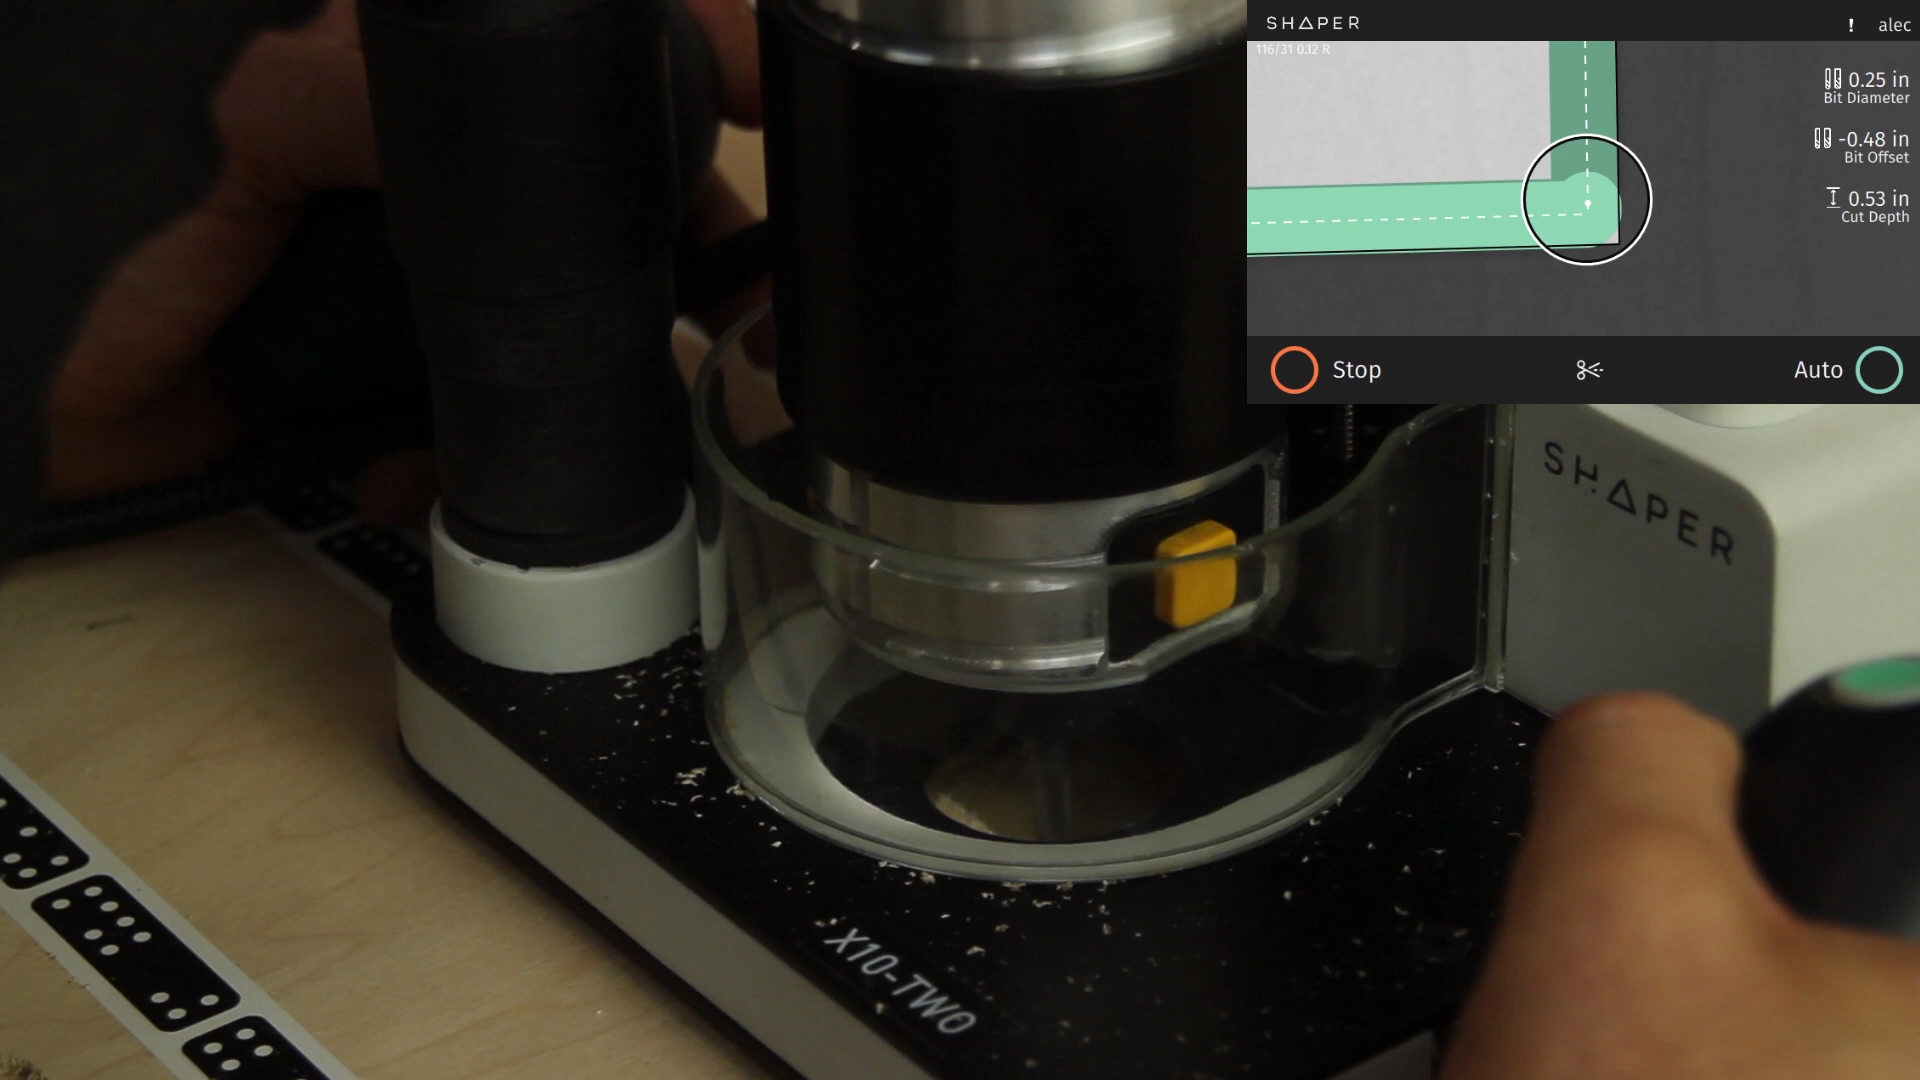 SHAPER
! alec
116/31 0.12 R
0.25 in
Bit Diameter
-0.48 in
Bit Offset
0.53 in
Cut Depth
Stop
Auto
SHAPER
X10-TWO